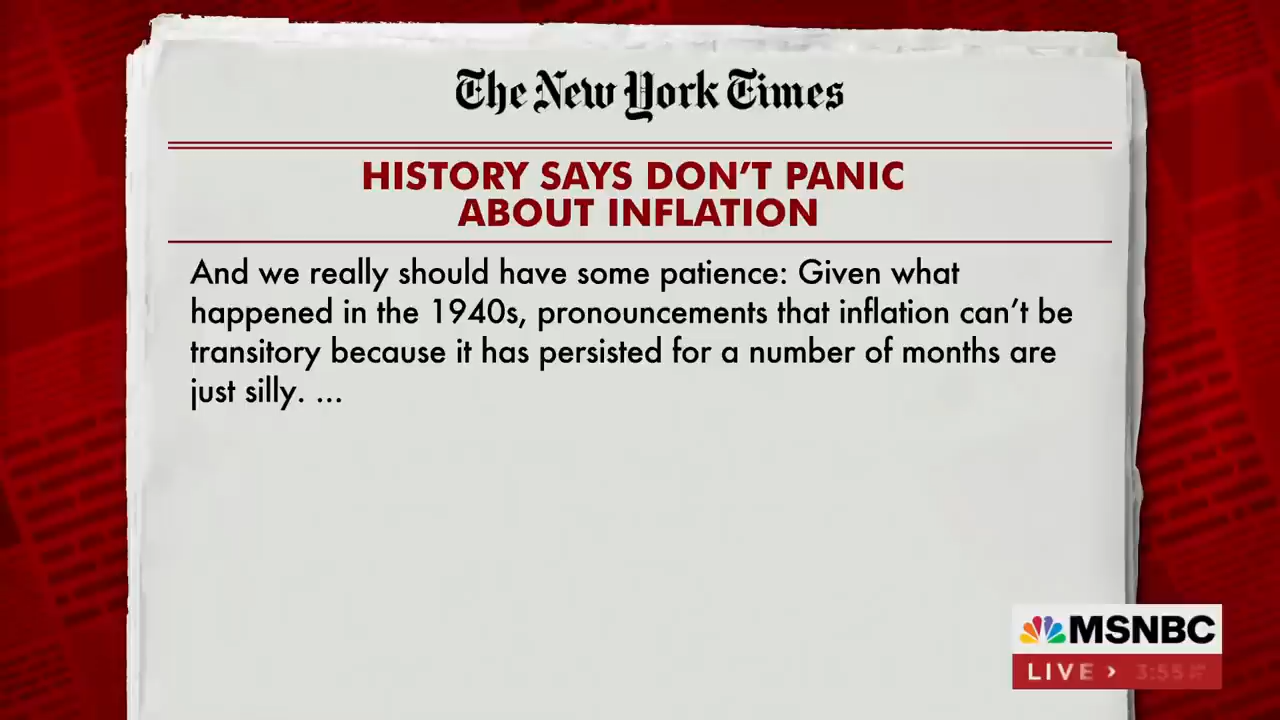 The New York Times
HISTORY SAYS DON'T PANIC
ABOUT INFLATION
And we really should have some patience: Given what
happened in the 1940s, pronouncements that inflation can't be
transitory because it has persisted for a number of months are
just silly. ...
MSNBC
LIVE > 3:55